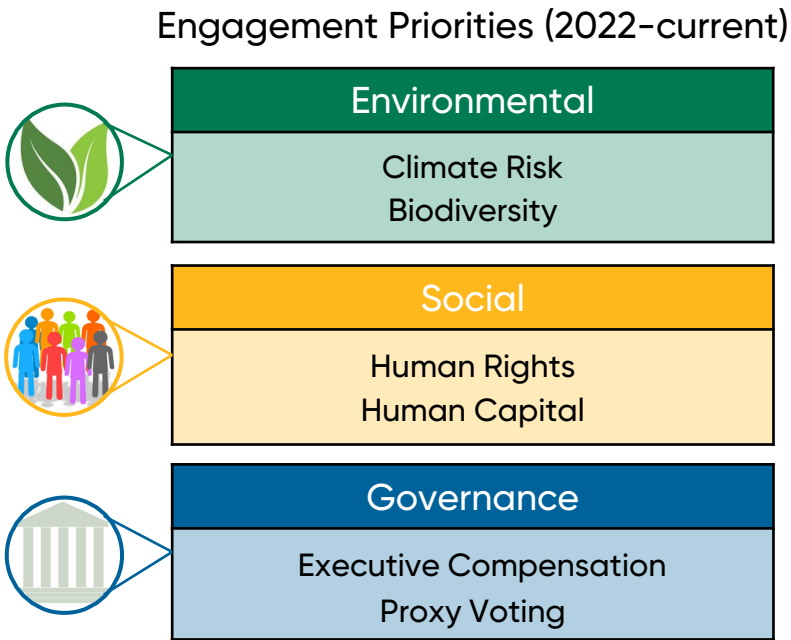 Engagement Priorities (2022-current)
Environmental
Climate Risk
Biodiversity
Social
Human Rights
Human Capital
Governance
Executive Compensation
Proxy Voting